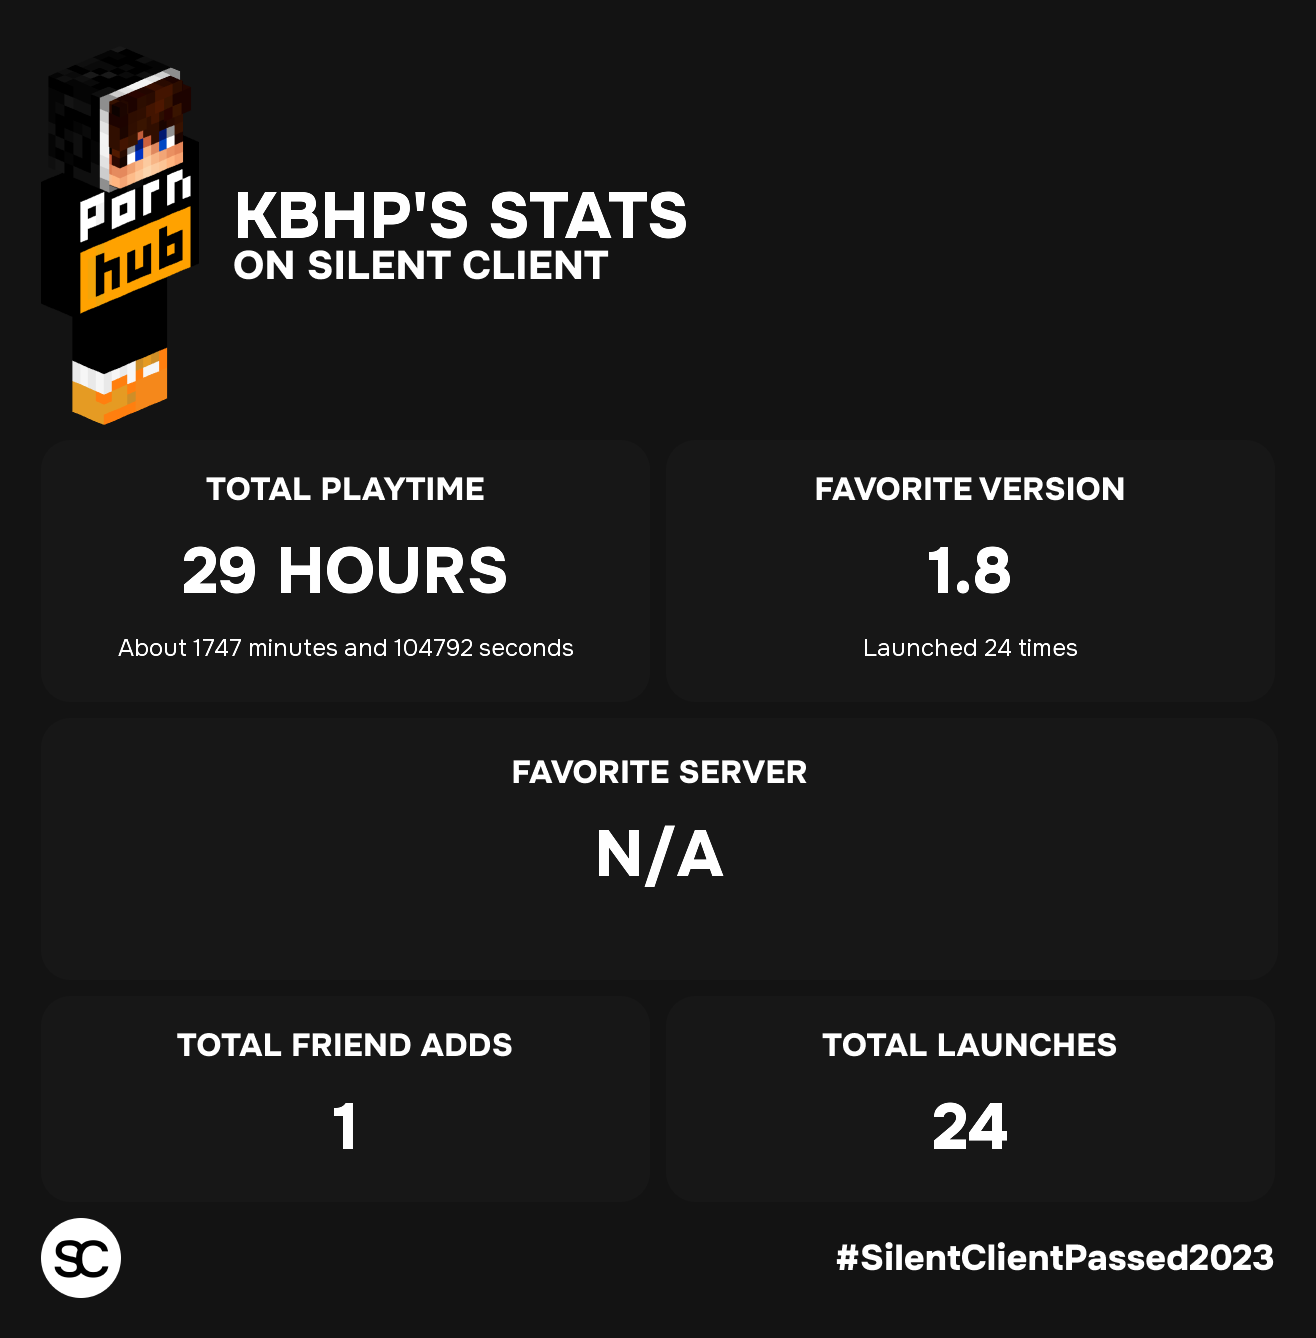 Porn
hub
KBHP'S STATS
ON SILENT CLIENT
TOTAL PLAYTIME
29 HOURS
About 1747 minutes and 104792 seconds
FAVORITE VERSION
1.8
Launched 24 times
FAVORITE SERVER
N/A
TOTAL FRIEND ADDS
1
TOTAL LAUNCHES
24
SC
#SilentClientPassed2023